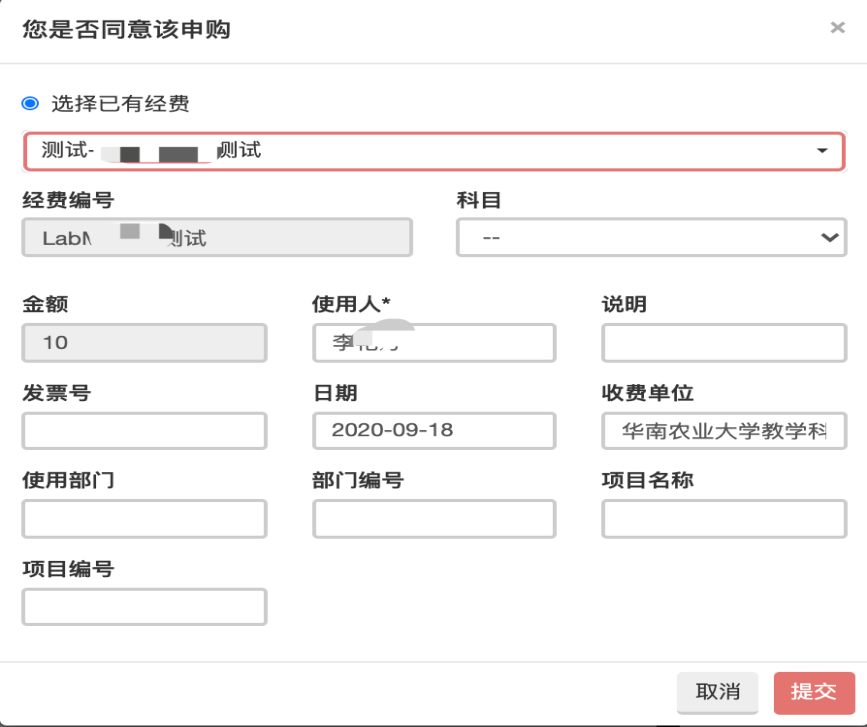 您是否同意该申购
×
选择已有经费
测试- 测试
经费编号 科目
Lab 测试 --
金额 使用人* 说明
10 李
发票号 日期 收费单位
2020-09-18 华南农业大学教学科
使用部门 部门编号 项目名称
项目编号
取消 提交